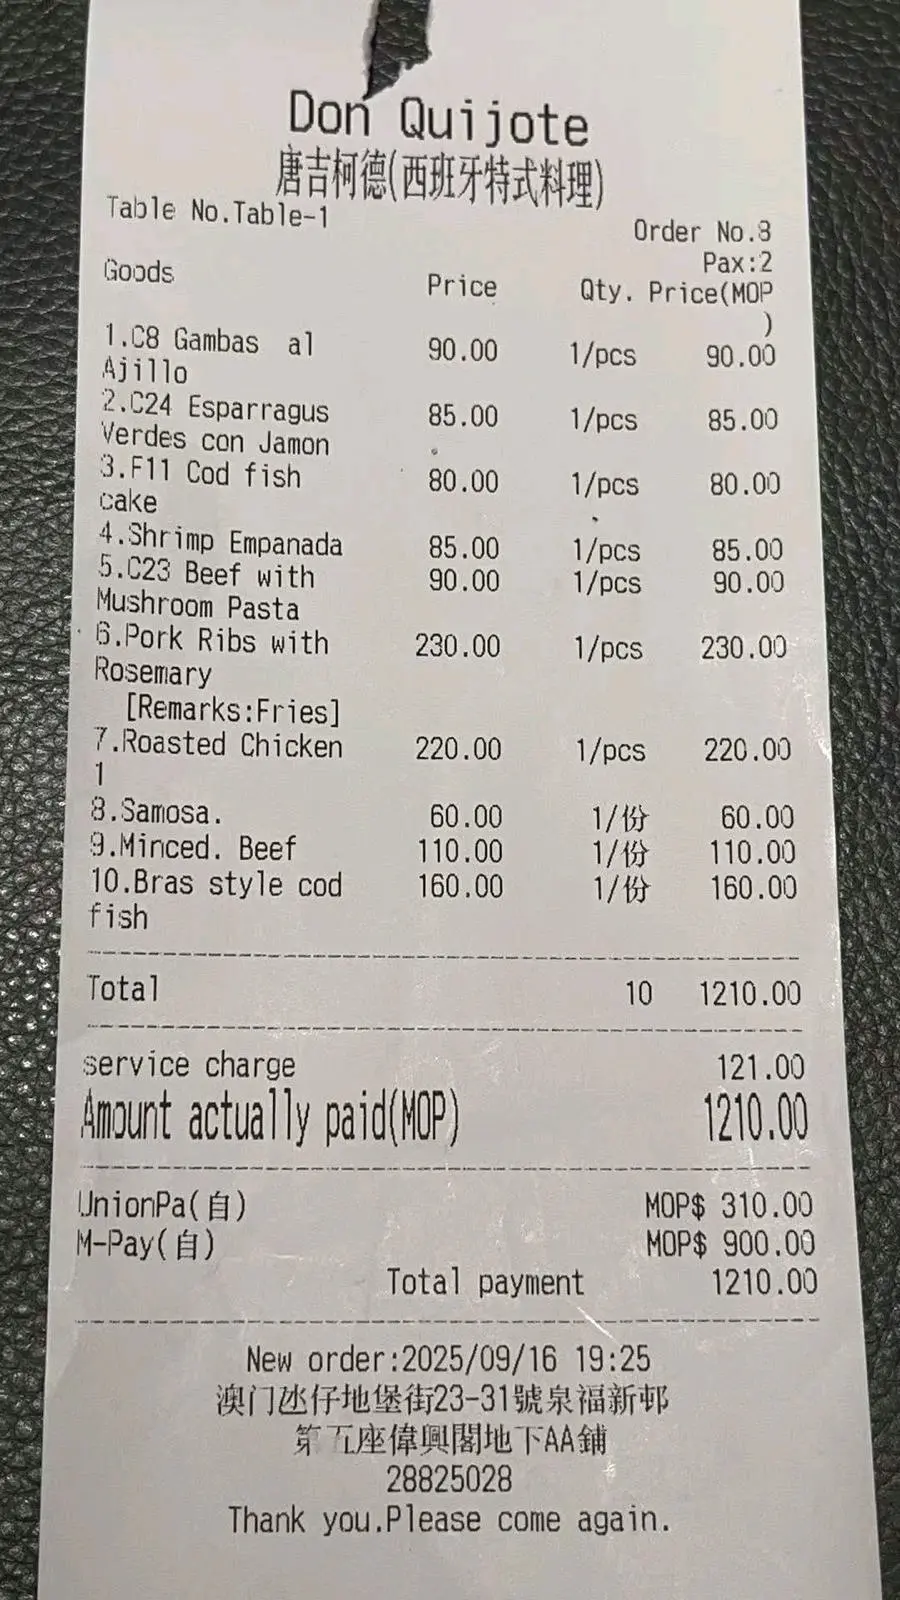 Don Quijote
唐吉柯德(西班牙特式料理)
Table No.Table-1
Order No.8
Pax:2
Goods Price Qty. Price(MOP
)
1.C8 Gambas al 90.00 1/pcs 90.00
Ajillo
2.C24 Esparragus 85.00 1/pcs 85.00
Verdes con Jamon
3.F11 Cod fish 80.00 1/pcs 80.00
cake
4.Shrimp Empanada 85.00 1/pcs 85.00
5.C23 Beef with 90.00 1/pcs 90.00
Mushroom Pasta
6.Pork Ribs with 230.00 1/pcs 230.00
Rosemary
[Remarks:Fries]
7.Roasted Chicken 220.00 1/pcs 220.00
1
8.Samosa. 60.00 1/份 60.00
9.Minced. Beef 110.00 1/份 110.00
10.Bras style cod 160.00 1/份 160.00
fish
Total 10 1210.00
service charge 121.00
Amount actually paid(MOP) 1210.00
UnionPa(自) MOP$ 310.00
M-Pay(自) MOP$ 900.00
Total payment 1210.00
New order:2025/09/16 19:25
澳门氹仔地堡街23-31號泉福新邨
第五座偉興閣地下AA鋪
28825028
Thank you.Please come again.